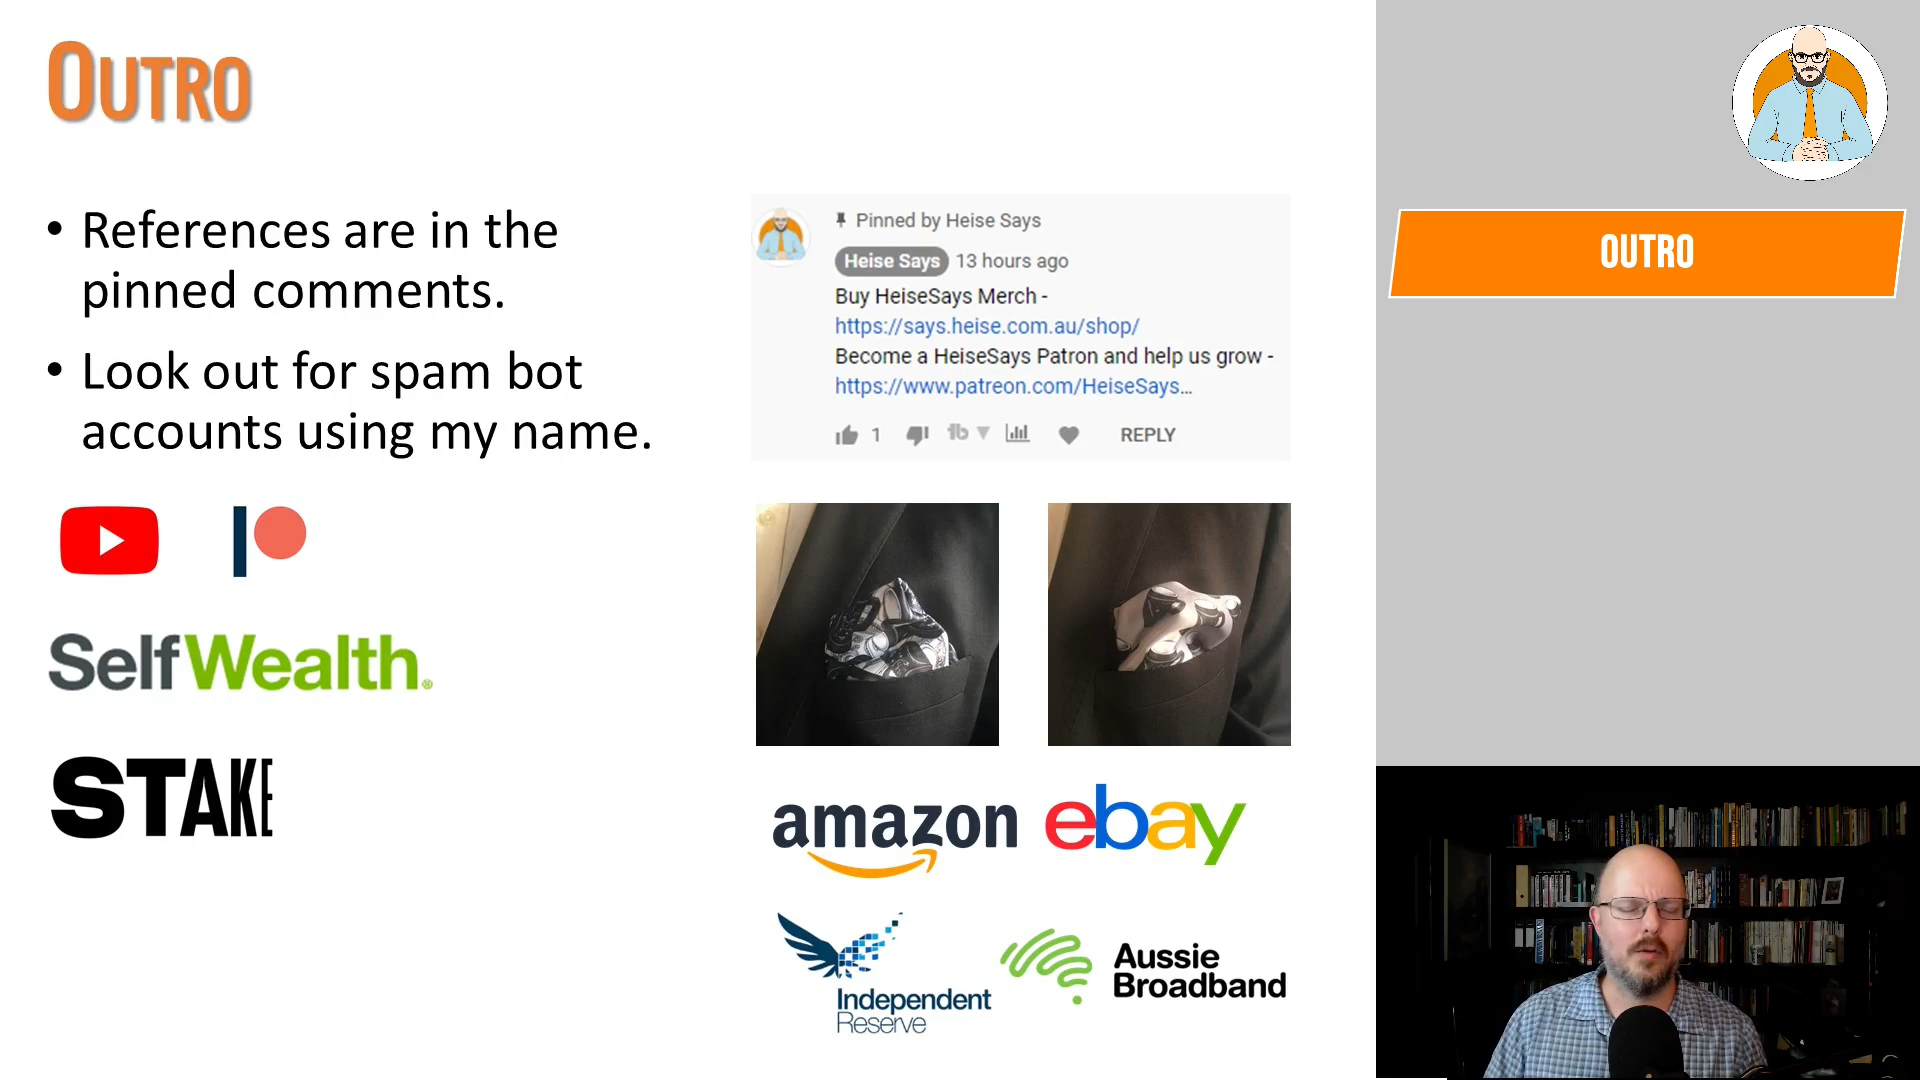 OUTRO
• References are in the
pinned comments.
• Look out for spam bot
accounts using my name.
SelfWealth®
STAKE
Pinned by Heise Says
Heise Says 13 hours ago
Buy HeiseSays Merch -
https://says.heise.com.au/shop/
Become a HeiseSays Patron and help us grow -
https://www.patreon.com/HeiseSays...
1
REPLY
amazon
ebay
Independent
Reserve
Aussie
Broadband
OUTRO